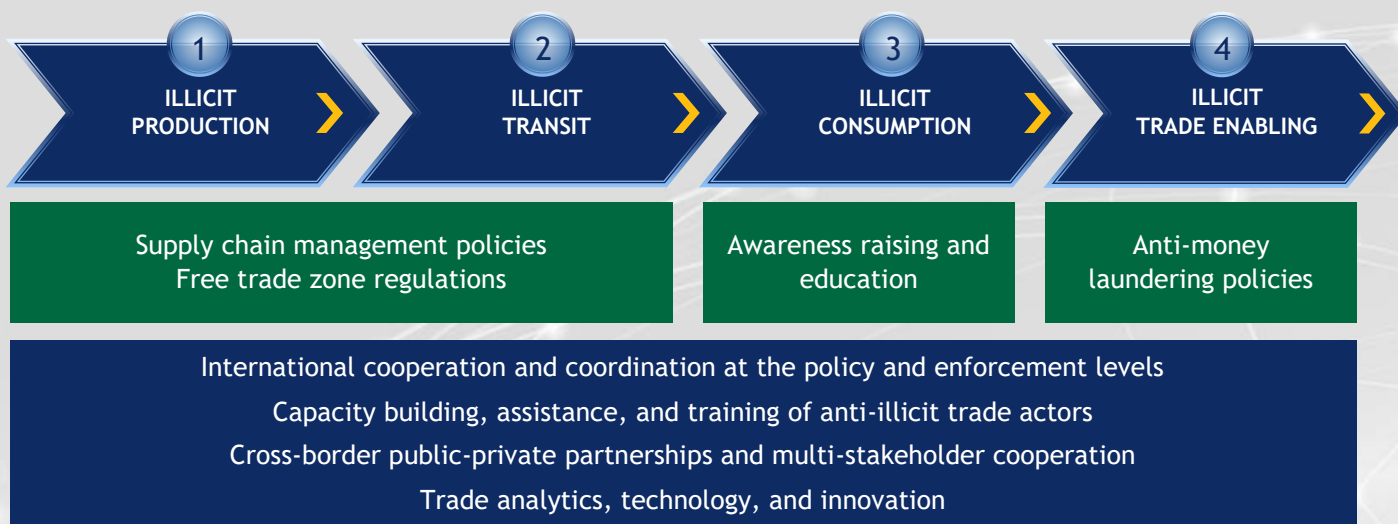 1
ILLICIT
PRODUCTION
2
ILLICIT
TRANSIT
3
ILLICIT
CONSUMPTION
4
ILLICIT
TRADE ENABLING
Supply chain management policies
Free trade zone regulations
Awareness raising and
education
Anti-money
laundering policies
International cooperation and coordination at the policy and enforcement levels
Capacity building, assistance, and training of anti-illicit trade actors
Cross-border public-private partnerships and multi-stakeholder cooperation
Trade analytics, technology, and innovation